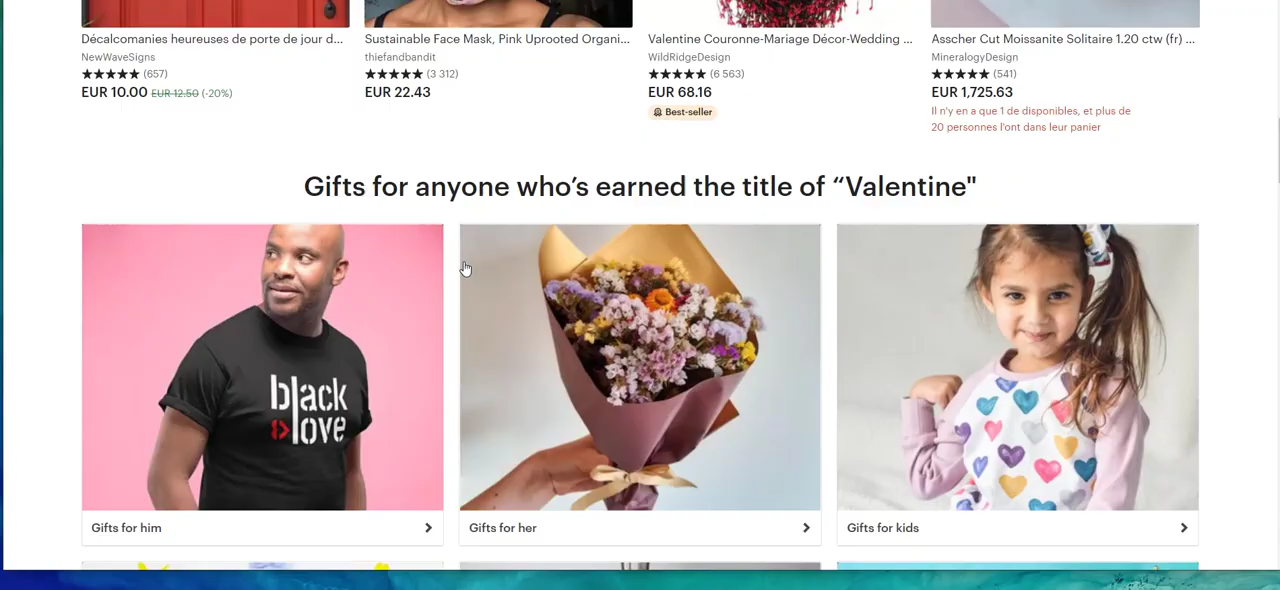 Décalcomanies heureuses de porte de jour d...
Sustainable Face Mask, Pink Uprooted Organi...
Valentine Couronne-Mariage Décor-Wedding ...
Asscher Cut Moissanite Solitaire 1.20 ctw (fr) ...
NewWaveSigns
thiefandbandit
WildRidgeDesign
MineralogyDesign
★★★★★ (657)
★★★★★ (3 312)
★★★★★ (6 563)
★★★★★ (541)
EUR 10.00 EUR 12.50 (-20%)
EUR 22.43
EUR 68.16
EUR 1,725.63
Best-seller
Il n'y en a que 1 de disponibles, et plus de
20 personnes l'ont dans leur panier
Gifts for anyone who’s earned the title of “Valentine"
black
love
Gifts for him
Gifts for her
Gifts for kids